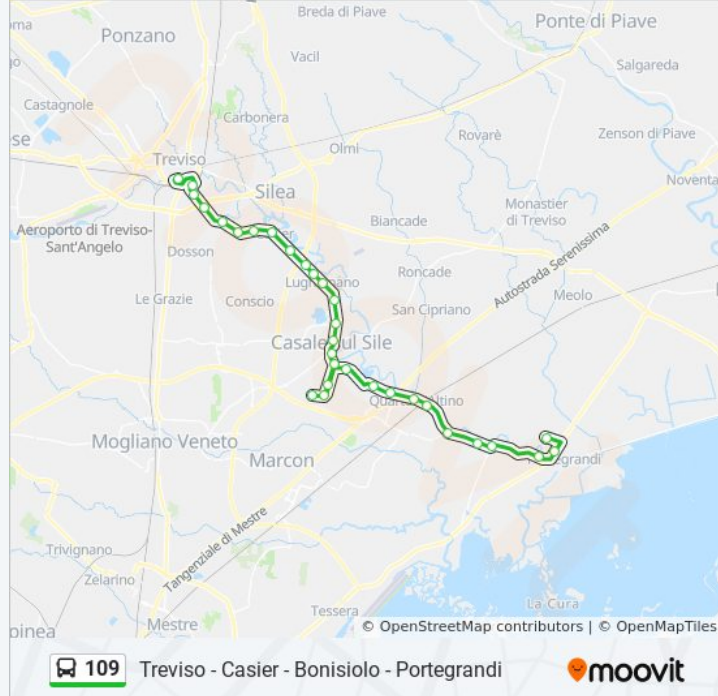 Breda di Piave
Ponte di Piave
Ponzano
Vacil
Salgareda
Castagnole
Carbonera
Rovarè
Zenson di Piave
Olmi
Treviso
Noventa
Silea
Monastier
di Treviso
Aeroporto di Treviso-
Sant'Angelo
Biancade
Dosson
Autostrada Serenissima
Roncade
Meolo
Le Grazie
Conscio
San Cipriano
Mogliano Veneto
Marcon
Tangenziale di Mestre
Trivignano
Zelarino
La Cura
Tessera
Mestre
© OpenStreetMap contributors | © OpenMapTiles
109 Treviso - Casier - Bonisiolo - Portegrandi
moovit